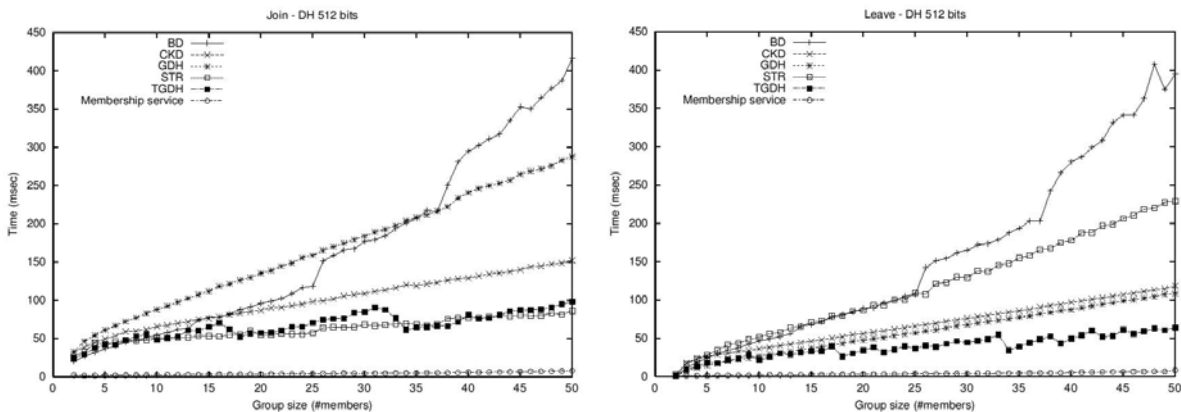 Join - DH 512 bits
450
400
350
300
250
200
150
100
50
0
Time (msec)
BD
CKD
GDH
STR
TGDH
Membership service
0 5 10 15 20 25 30 35 40 45 50
Group size (#members)
Leave - DH 512 bits
450
400
350
300
250
200
150
100
50
0
Time (msec)
BD
CKD
GDH
STR
TGDH
Membership service
0 5 10 15 20 25 30 35 40 45 50
Group size (#members)